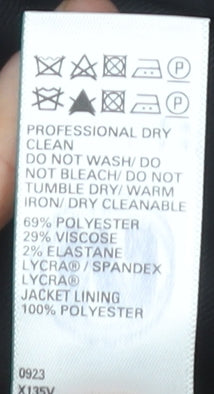 P
P
PROFESSIONAL DRY
CLEAN
DO NOT WASH/ DO
NOT BLEACH/ DO NOT
TUMBLE DRY/ WARM
IRON/ DRY CLEANABLE
69% POLYESTER
29% VISCOSE
2% ELASTANE
LYCRA® / SPANDEX
LYCRA®
JACKET LINING
100% POLYESTER
0923
X135V